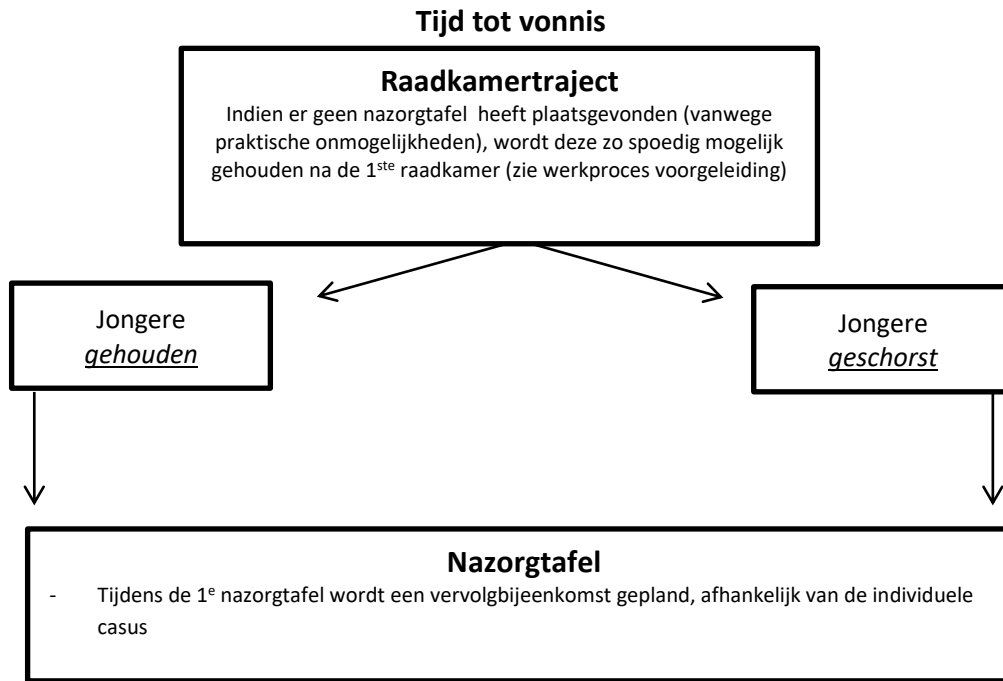 Tijd tot vonnis
Raadkamertraject
Indien er geen nazorgtafel heeft plaatsgevonden (vanwege
praktische onmogelijkheden), wordt deze zo spoedig mogelijk
gehouden na de 1ste raadkamer (zie werkproces voorgeleiding)
Jongere
gehouden
Jongere
geschorst
Nazorgtafel
- Tijdens de 1e nazorgtafel wordt een vervolgbijeenkomst gepland, afhankelijk van de individuele
casus